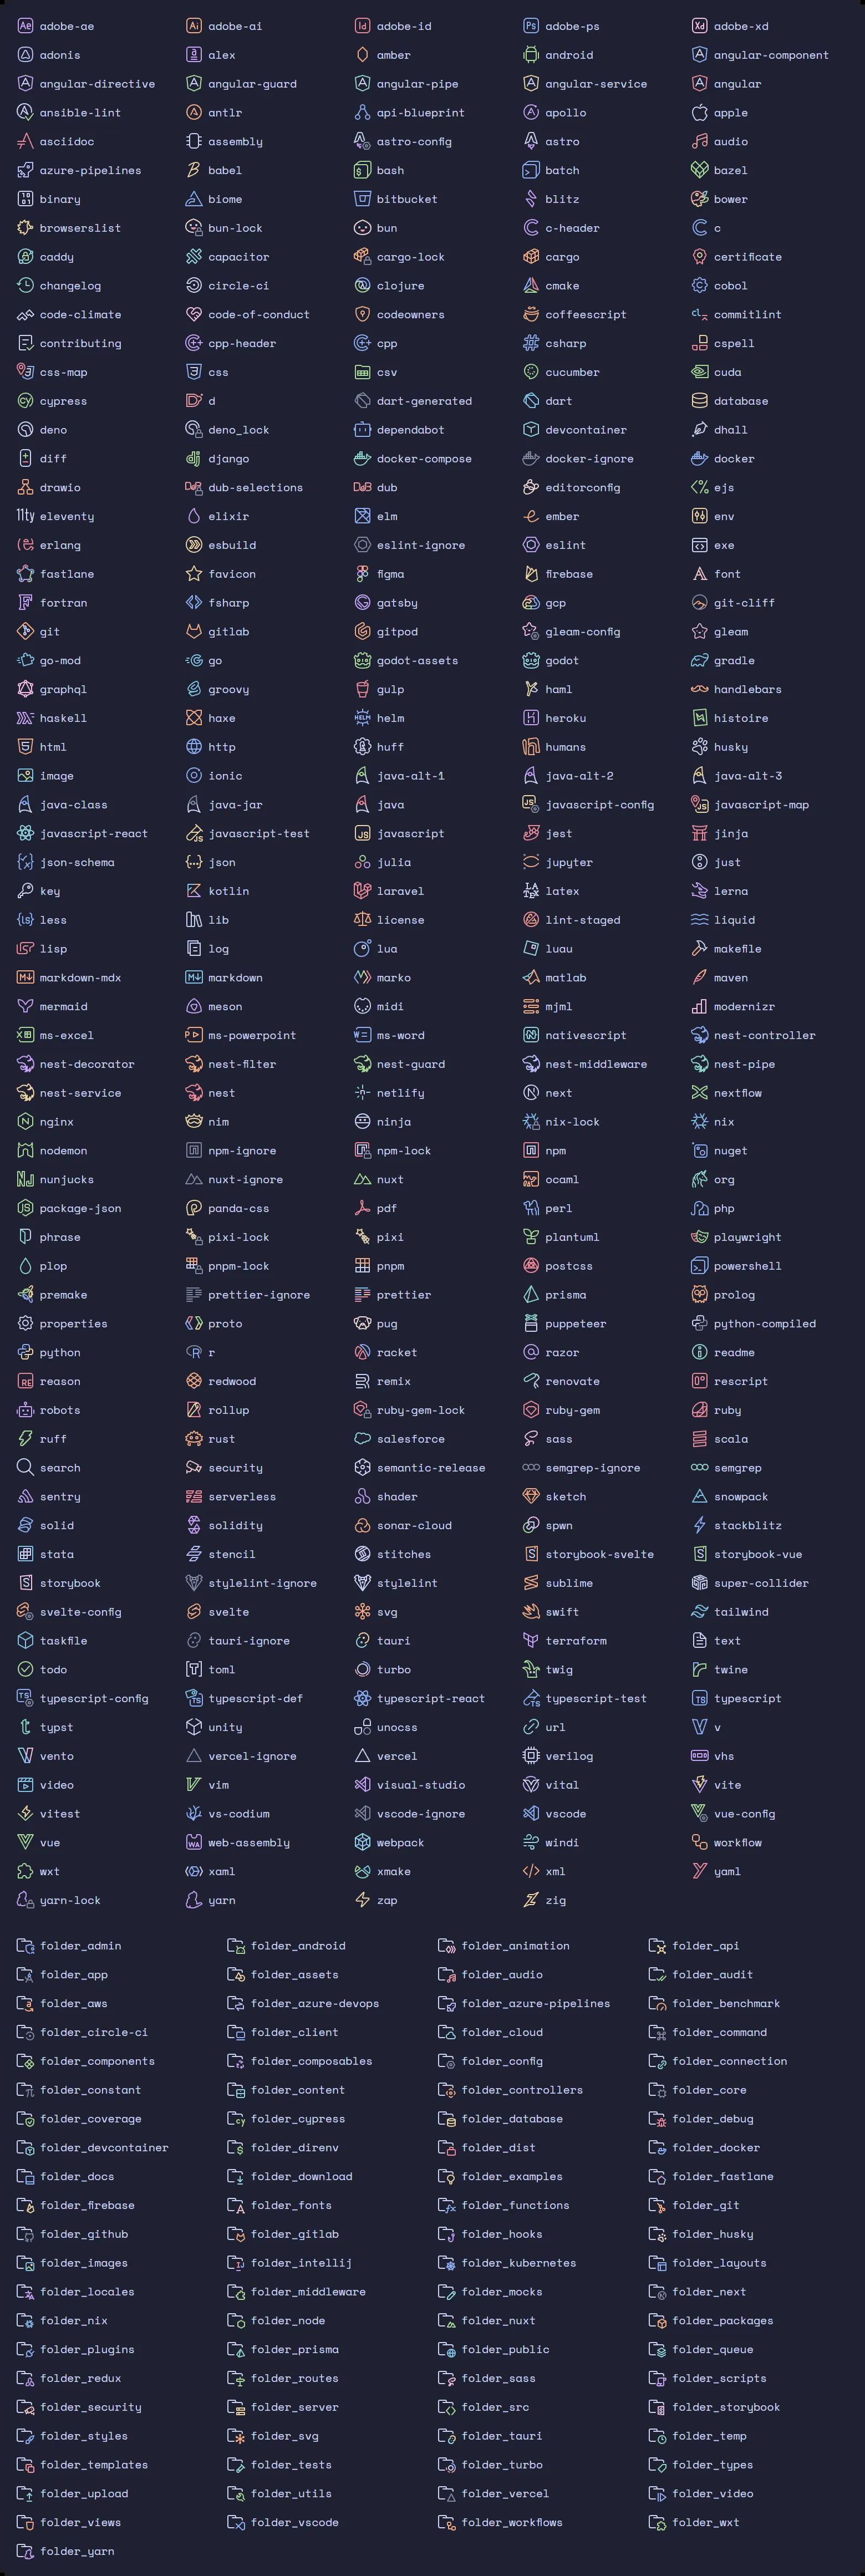 adobe-ae adobe-ai adobe-id adobe-ps adobe-xd
adonis alex amber android angular-component
angular-directive angular-guard angular-pipe angular-service angular
ansible-lint antlr api-blueprint apollo apple
asciidoc assembly astro-config astro audio
azure-pipelines babel bash batch bazel
binary biome bitbucket blitz bower
browserslist bun-lock bun c-header c
caddy capacitor cargo-lock cargo certificate
changelog circle-ci clojure cmake cobol
code-climate code-of-conduct codeowners coffeescript commitlint
contributing cpp-header cpp csharp cspell
css-map css csv cucumber cuda
cypress d dart-generated dart database
deno deno_lock dependabot devcontainer dhall
diff django docker-compose docker-ignore docker
drawio dub-selections dub editorconfig ejs
eleventy elixir elm ember env
erlang esbuild eslint-ignore eslint exe
fastlane favicon figma firebase font
fortran fsharp gatsby gcp git-cliff
git gitlab gitpod gleam-config gleam
go-mod go godot-assets godot gradle
graphql groovy gulp haml handlebars
haskell haxe helm heroku histoire
html http huff humans husky
image ionic java-alt-1 java-alt-2 java-alt-3
java-class java-jar java javascript-config javascript-map
javascript-react javascript-test javascript jest jinja
json-schema json julia jupyter just
key kotlin laravel latex lerna
less lib license lint-staged liquid
lisp log lua luau makefile
markdown-mdx markdown marko matlab maven
mermaid meson midi mjml modernizr
ms-excel ms-powerpoint ms-word nativescript nest-controller
nest-decorator nest-filter nest-guard nest-middleware nest-pipe
nest-service nest netlify next nextflow
nginx nim ninja nix-lock nix
nodemon npm-ignore npm-lock npm nuget
nunjucks nuxt-ignore nuxt ocaml org
package-json panda-css pdf perl php
phrase pixi-lock pixi plantuml playwright
plop pnpm-lock pnpm postcss powershell
premake prettier-ignore prettier prisma prolog
properties proto pug puppeteer python-compiled
python r racket razor readme
reason redwood remix renovate rescript
robots rollup ruby-gem-lock ruby-gem ruby
ruff rust salesforce sass scala
search security semantic-release semgrep-ignore semgrep
sentry serverless shader sketch snowpack
solid solidity sonar-cloud spwn stackblitz
stata stencil stitches storybook-svelte storybook-vue
storybook stylelint-ignore stylelint sublime super-collider
svelte-config svelte svg swift tailwind
taskfile tauri-ignore tauri terraform text
todo toml turbo twig twine
typescript-config typescript-def typescript-react typescript-test typescript
typst unity unocss url v
vento vercel-ignore vercel verilog vhs
video vim visual-studio vital vite
vitest vs-codium vscode-ignore vscode vue-config
vue web-assembly webpack windi workflow
wxt xaml xmake xml yaml
yarn-lock yarn zap zig
folder_admin folder_android folder_animation folder_api
folder_app folder_assets folder_audio folder_audit
folder_aws folder_azure-devops folder_azure-pipelines folder_benchmark
folder_circle-ci folder_client folder_cloud folder_command
folder_components folder_composables folder_config folder_connection
folder_constant folder_content folder_controllers folder_core
folder_coverage folder_cypress folder_database folder_debug
folder_devcontainer folder_direnv folder_dist folder_docker
folder_docs folder_download folder_examples folder_fastlane
folder_firebase folder_fonts folder_functions folder_git
folder_github folder_gitlab folder_hooks folder_husky
folder_images folder_intellij folder_kubernetes folder_layouts
folder_locales folder_middleware folder_mocks folder_next
folder_nix folder_node folder_nuxt folder_packages
folder_plugins folder_prisma folder_public folder_queue
folder_redux folder_routes folder_sass folder_scripts
folder_security folder_server folder_src folder_storybook
folder_styles folder_svg folder_tauri folder_temp
folder_templates folder_tests folder_turbo folder_types
folder_upload folder_utils folder_vercel folder_video
folder_views folder_vscode folder_workflows folder_wxt
folder_yarn